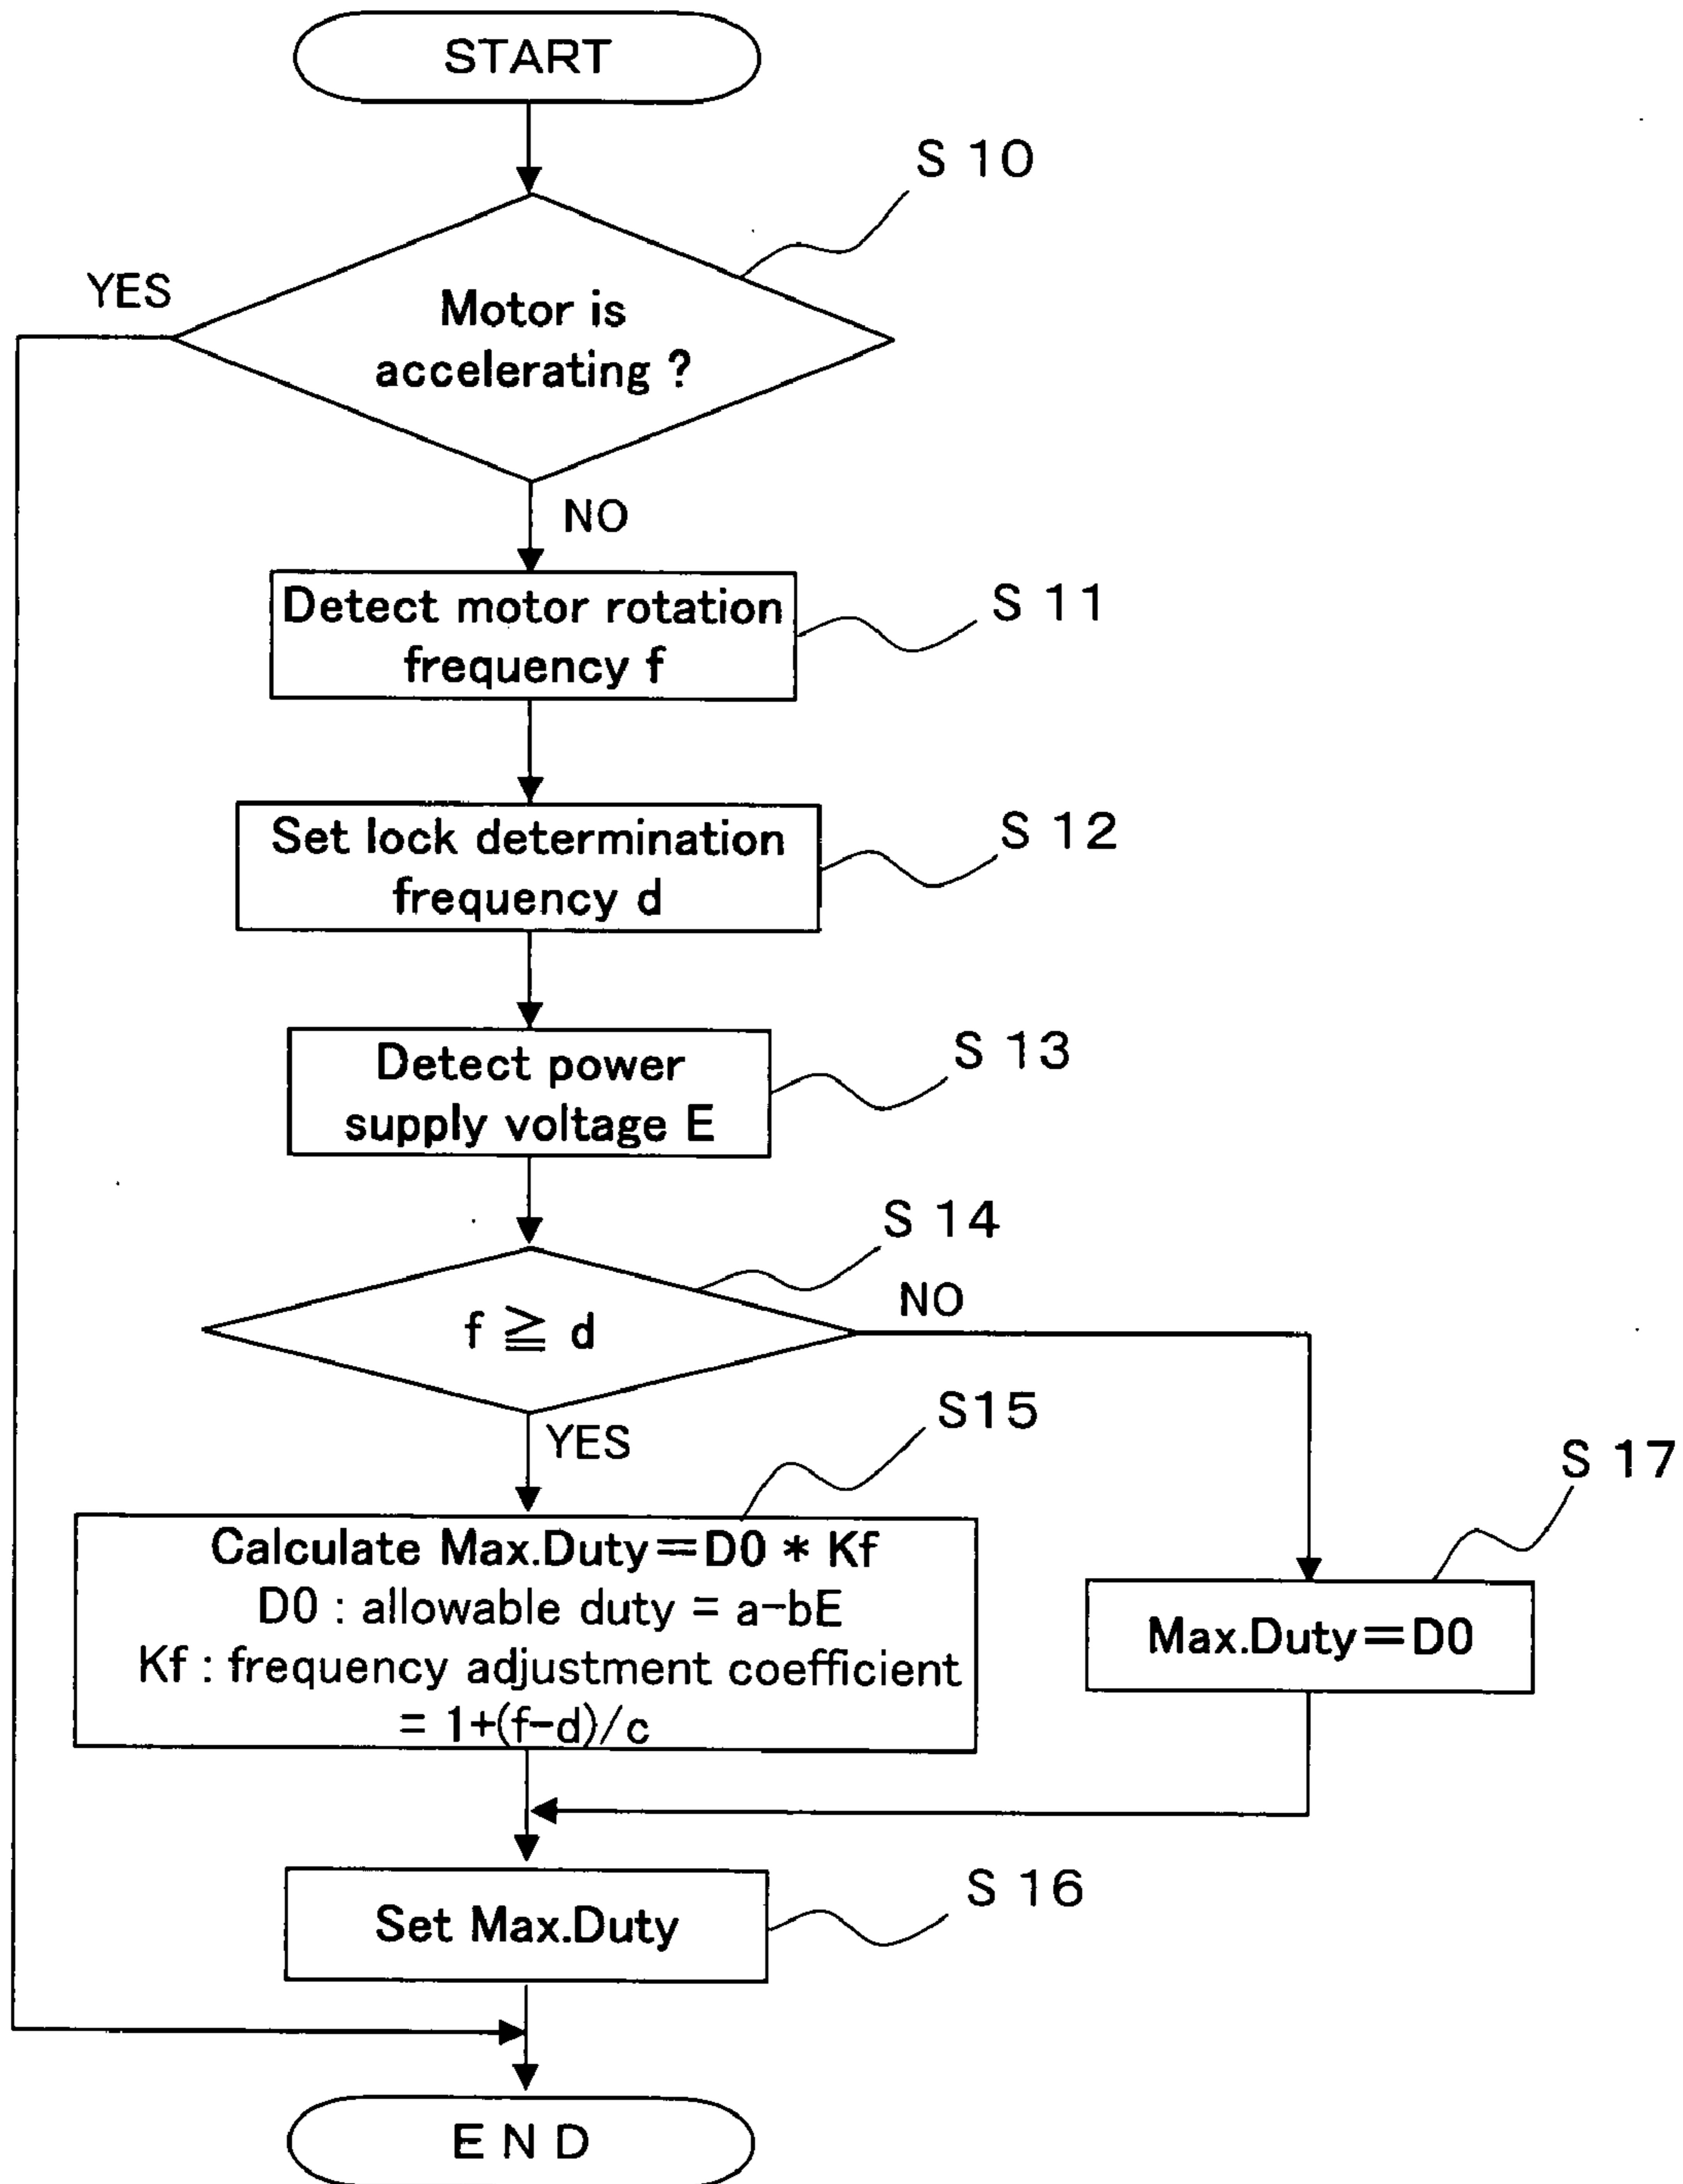 START
S 10
YES
Motor is
accelerating ?
NO
Detect motor rotation
frequency f
S 11
Set lock determination
frequency d
S 12
Detect power
supply voltage E
S 13
S 14
f ≧ d
NO
YES
S15
Calculate Max.Duty=D0 * Kf
D0 : allowable duty = a-bE
Kf : frequency adjustment coefficient
= 1+(f-d)/c
S 17
Max.Duty=D0
Set Max.Duty
S 16
END